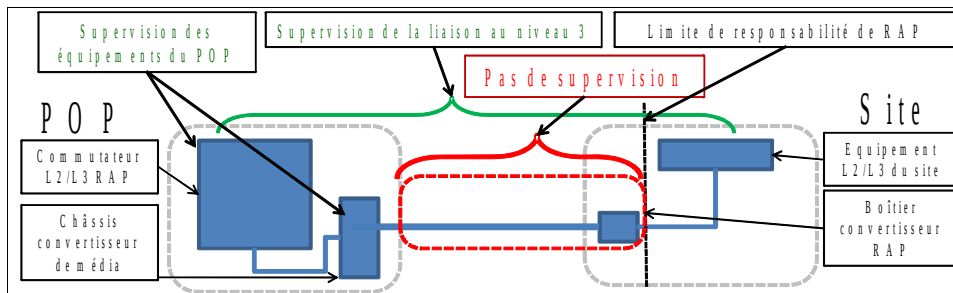 Supervision des
équipements du POP
Supervision de la liaison au niveau 3
Limite de responsabilité de RAP
Pas de supervision
POP
Site
Commutateur
L2/L3 RAP
Equipement
L2/L3 du site
Châssis
convertisseur
de média
Boîtier
convertisseur
RAP